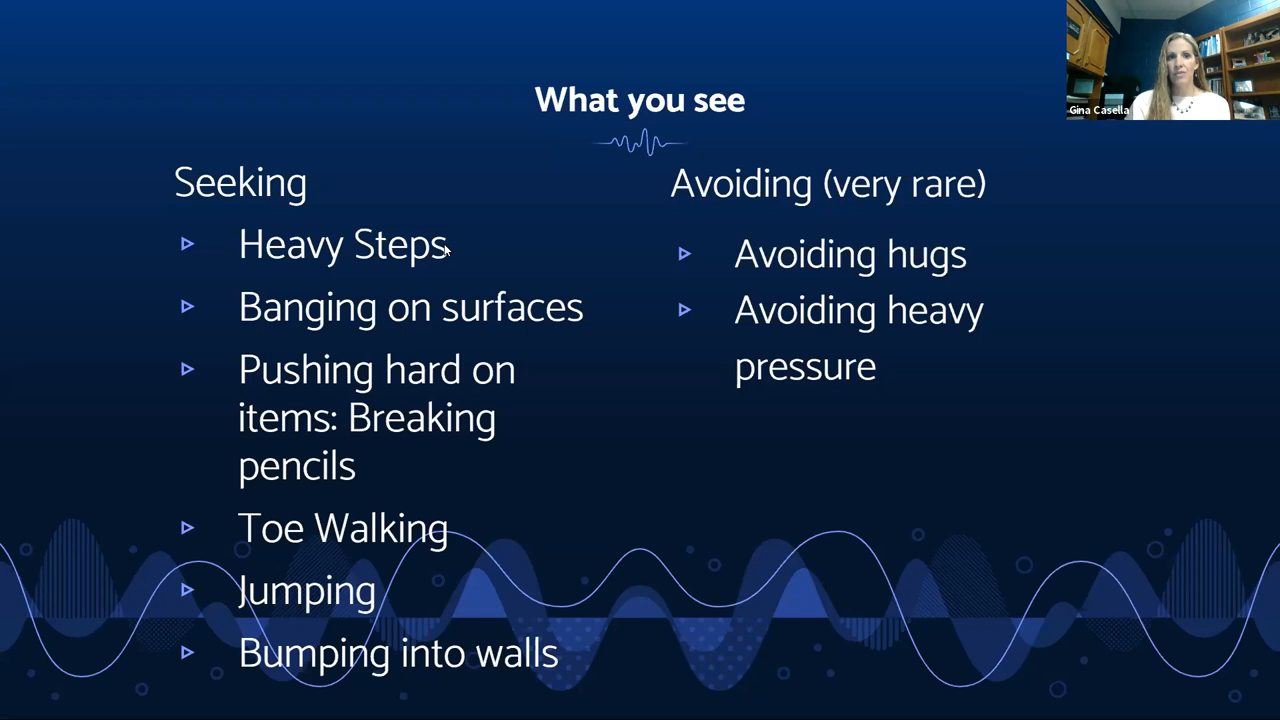 What you see
Seeking
Heavy Steps
Banging on surfaces
Pushing hard on
items: Breaking
pencils
Toe Walking
Jumping
Bumping into walls
Avoiding (very rare)
Avoiding hugs
Avoiding heavy
pressure
Gina Casella